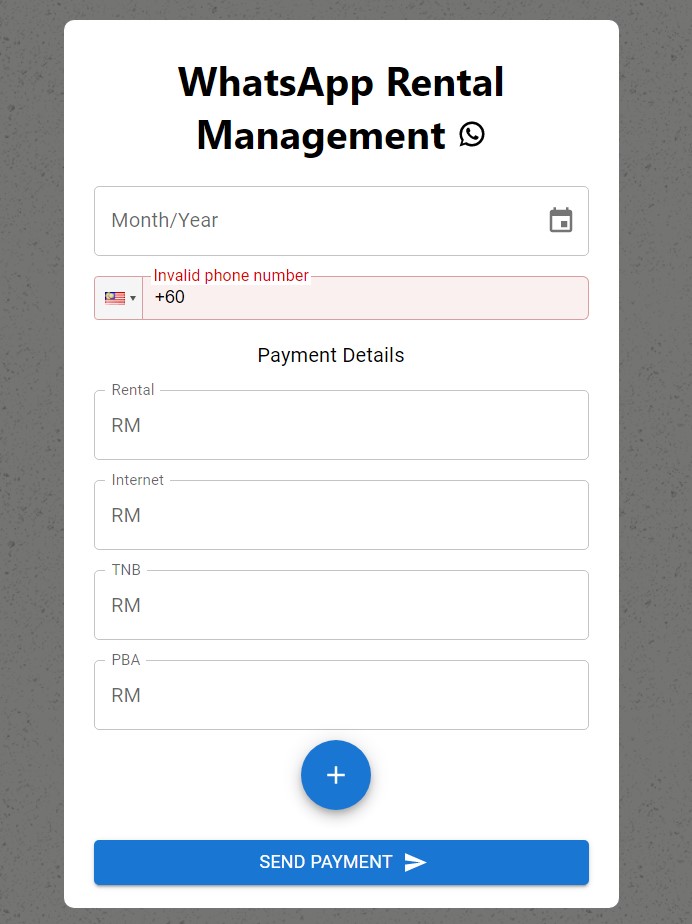 WhatsApp Rental
Management
Month/Year
Invalid phone number
+60
Payment Details
Rental
RM
Internet
RM
TNB
RM
PBA
RM
+
SEND PAYMENT